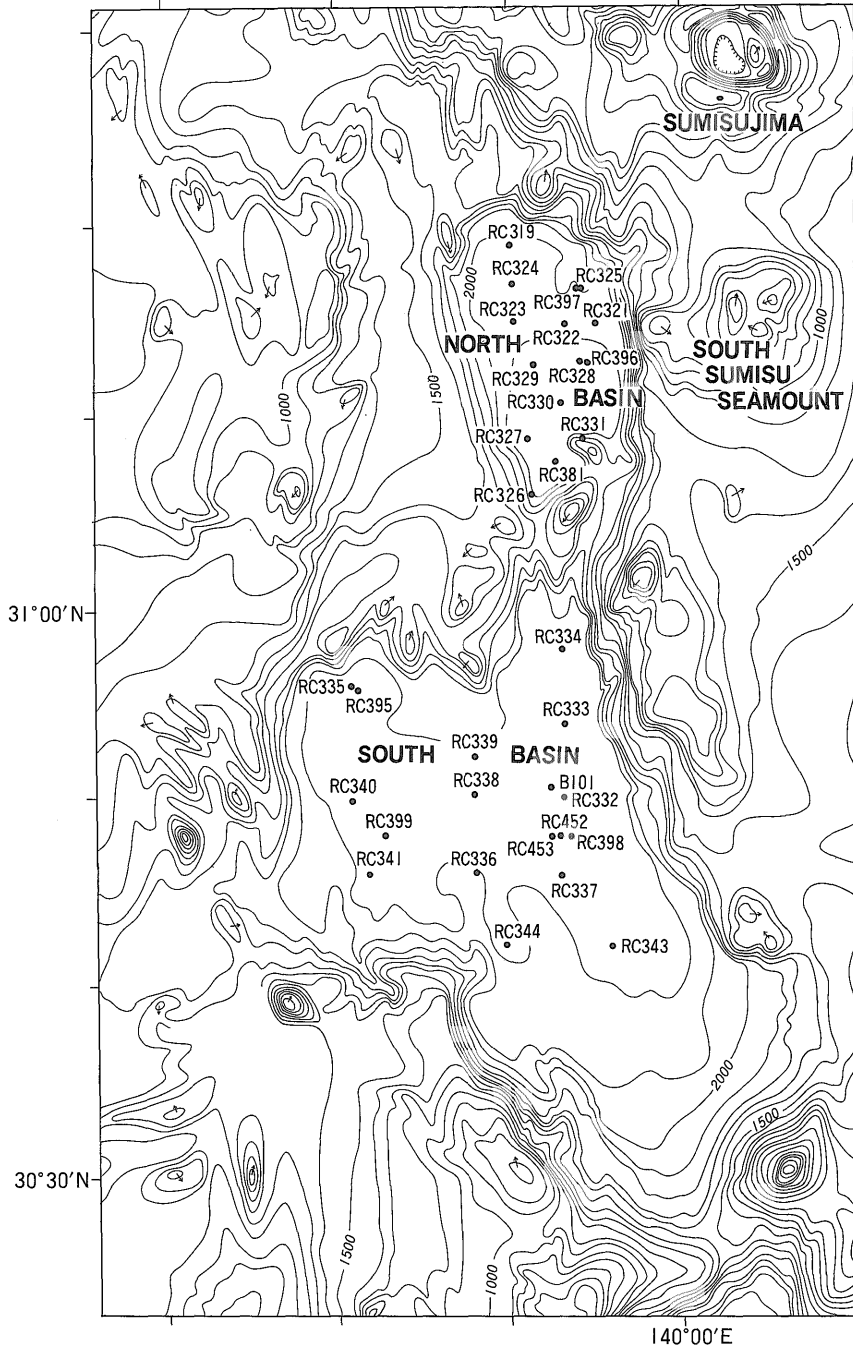 SUMISUJIMA
RC319
RC324
2000
RC325
RC397
RC321
RC323
RC322
1000
NORTH
SOUTH
SUMISU
SEAMOUNT
RC396
RC329
RC328
1500
1000
RC330
BASIN
RC327
RC331
RC381
RC326
1500
31°00'N
RC334
RC335
RC395
RC333
RC339
SOUTH
BASIN
RC338
B101
RC340
RC332
RC399
RC452
RC453
RC398
RC341
RC336
RC337
RC344
RC343
2000
1500
30°30'N
1500
1000
140°00'E